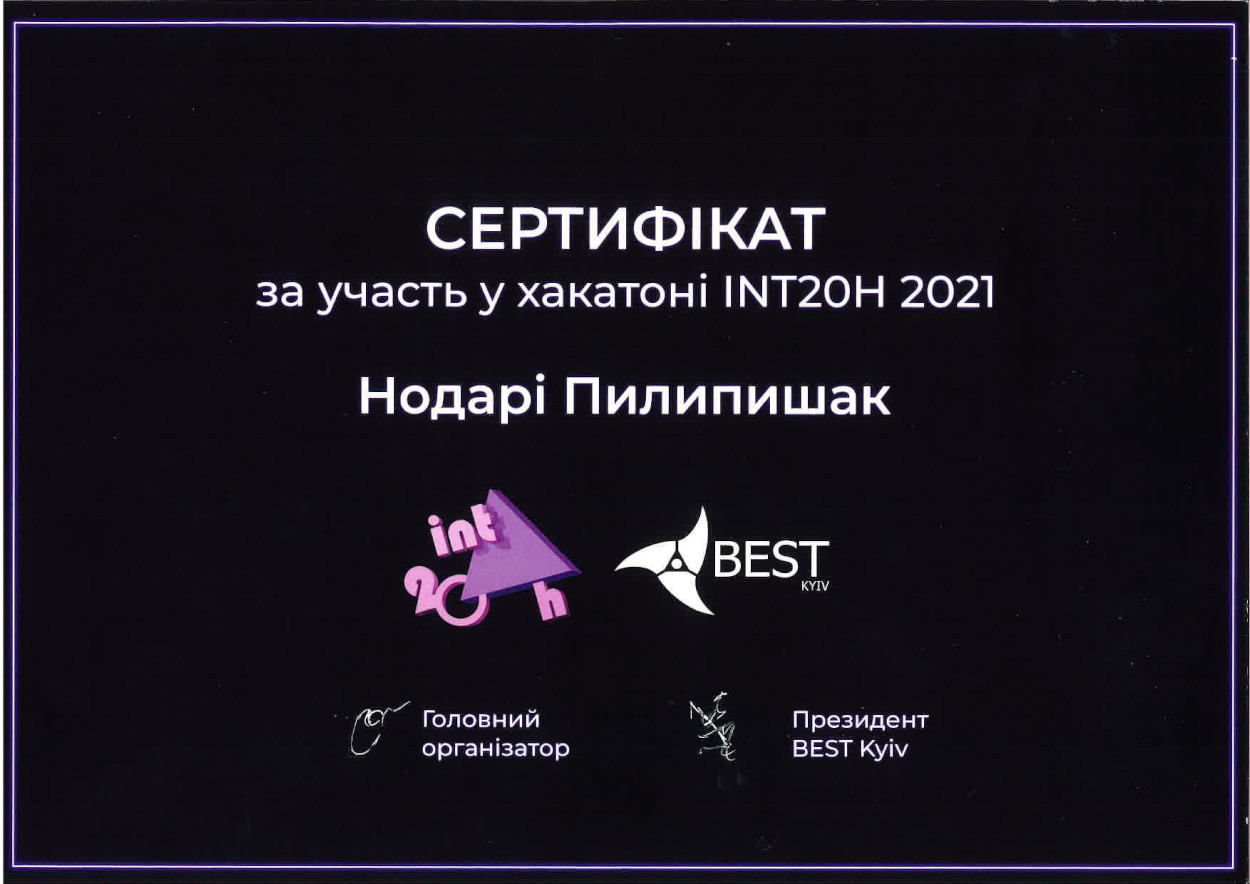 СЕРТИФІКАТ
за участь у хакатоні INT20H 2021
Нодарі Пилипишак
int
20 h
BEST
KYIV
Головний
організатор
Президент
BEST Kyiv